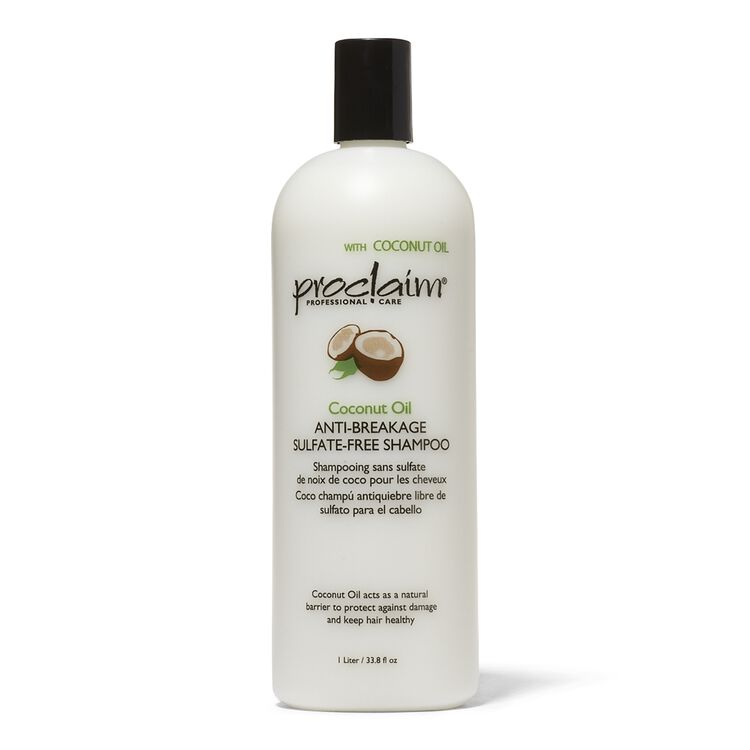 WITH COCONUT OIL
proclaim®
PROFESSIONAL CARE
Coconut Oil
ANTI-BREAKAGE
SULFATE-FREE SHAMPOO
Shampooing sans sulfate
de noix de coco pour les cheveux
Coco champú antiquiebre libre de
sulfato para el cabello
Coconut Oil acts as a natural
barrier to protect against damage
and keep hair healthy
1 Liter / 33.8 fl oz